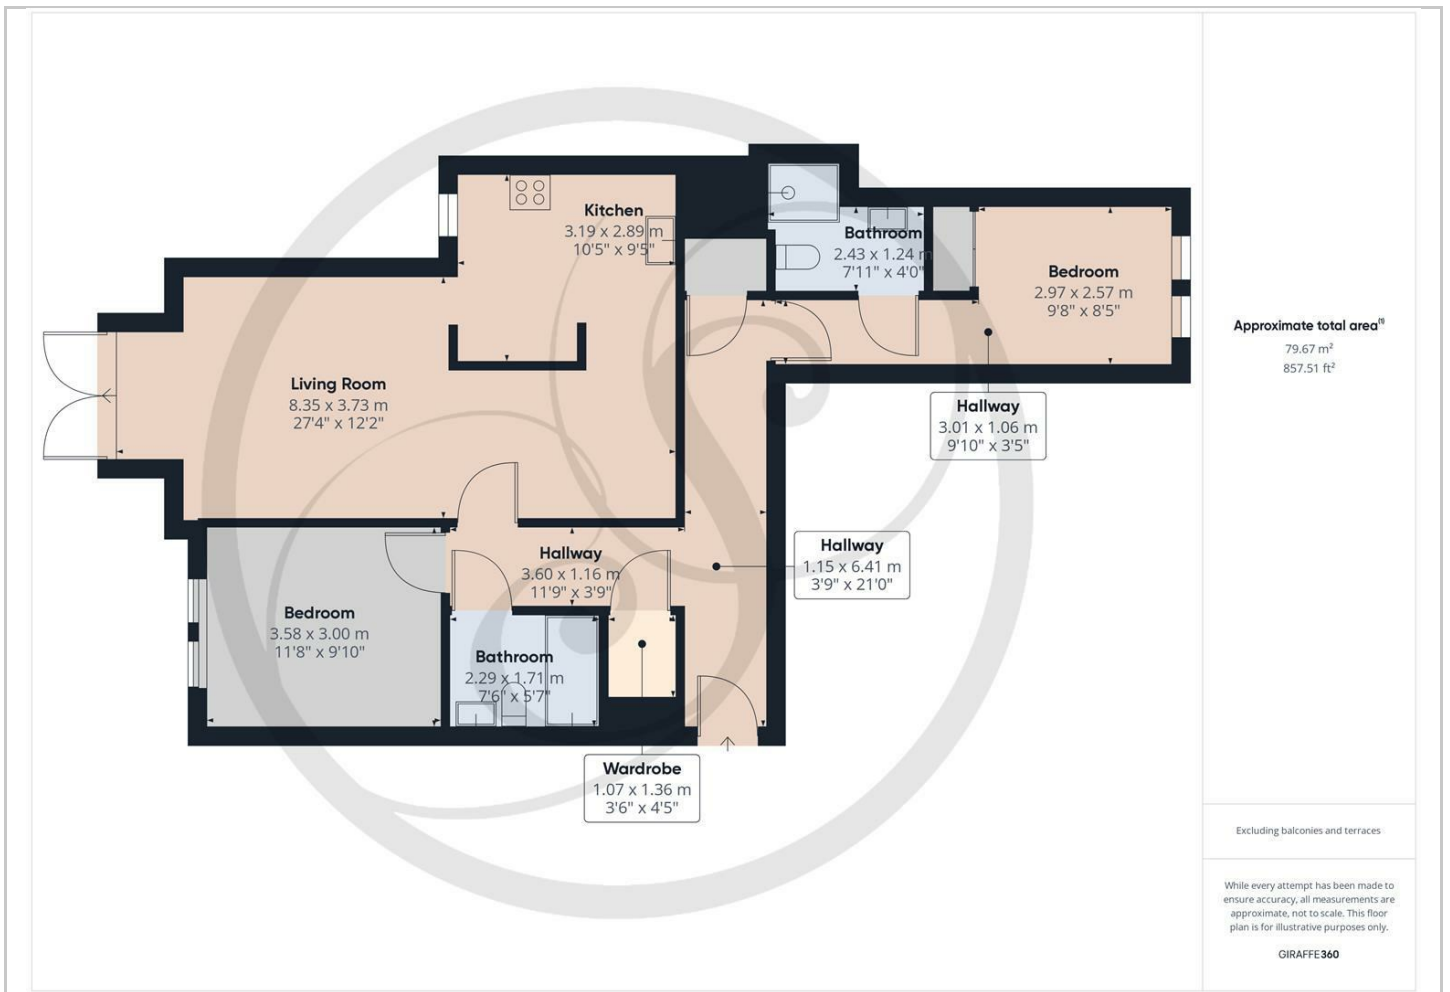 Kitchen
3.19 x 2.89 m
10'5" x 9'5"
Bathroom
2.43 x 1.24 m
7'11" x 4'0"
Bedroom
2.97 x 2.57 m
9'8" x 8'5"
Living Room
8.35 x 3.73 m
27'4" x 12'2"
Hallway
3.01 x 1.06 m
9'10" x 3'5"
Hallway
3.60 x 1.16 m
11'9" x 3'9"
Hallway
1.15 x 6.41 m
3'9" x 21'0"
Bedroom
3.58 x 3.00 m
11'8" x 9'10"
Bathroom
2.29 x 1.71 m
7'6" x 5'7"
Wardrobe
1.07 x 1.36 m
3'6" x 4'5"
Approximate total area⁽¹⁾
79.67 m²
857.51 ft²
Excluding balconies and terraces
While every attempt has been made to
ensure accuracy, all measurements are
approximate, not to scale. This floor
plan is for illustrative purposes only.
GIRAFFE360